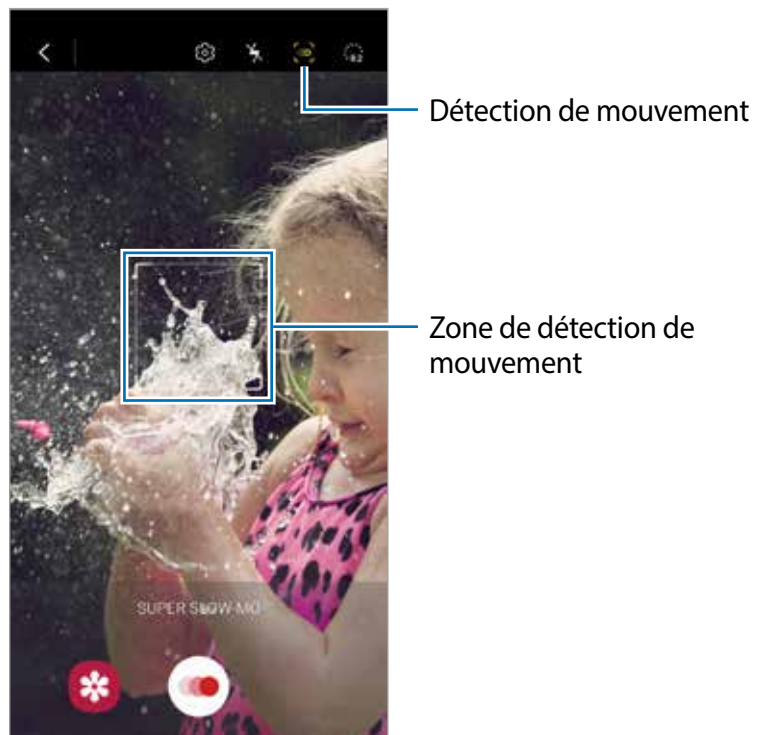 Détection de mouvement
Zone de détection de
mouvement
SUPER SLOW-MO